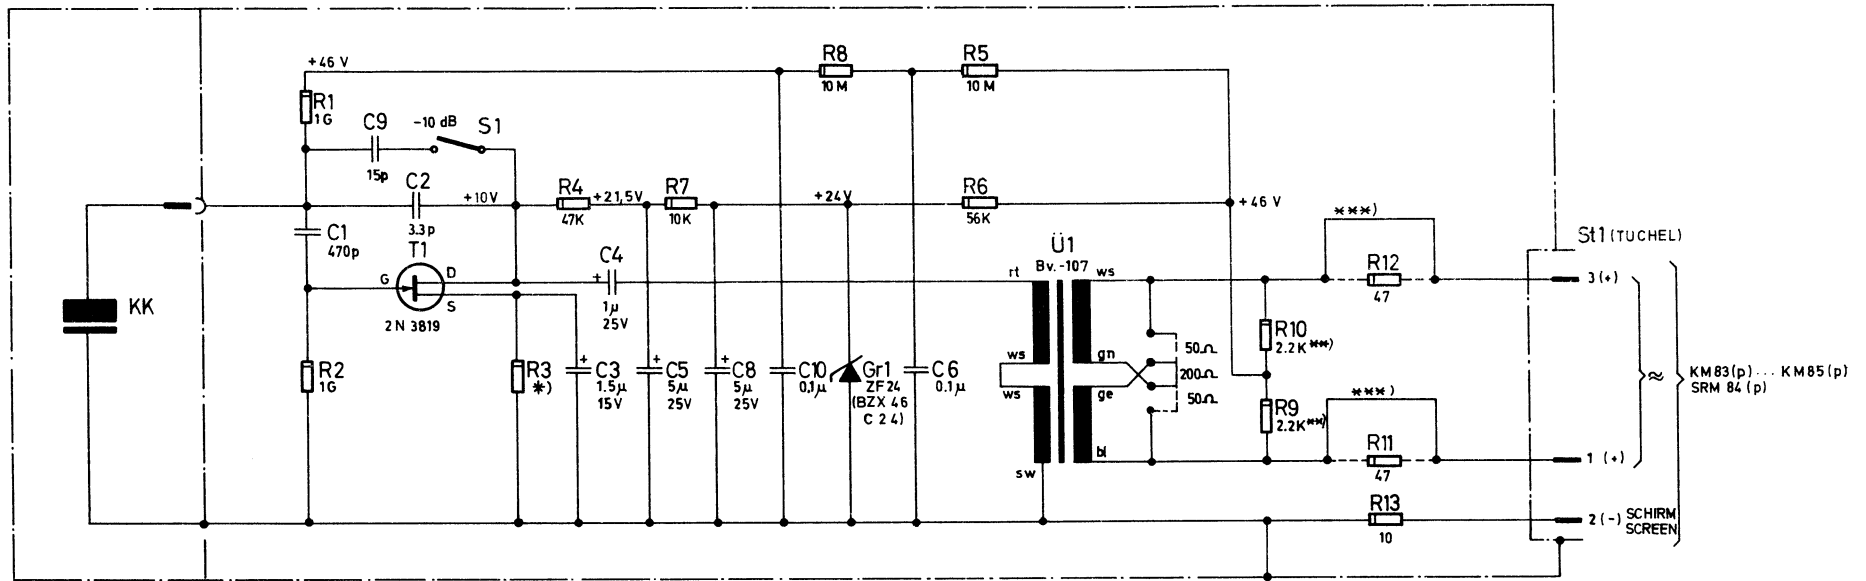 +46 V
R8
10 M
R5
10 M
R1
1G
C9
15p
-10 dB
S1
C2
3.3p
+10V
R4
47K
+21,5V
R7
10K
+24V
R6
56K
+46 V
***)
St1 (TUCHEL)
C1
470p
T1
G
D
S
2N 3819
C4
+
1µ
25V
Ü1
Bv.-107
rt
ws
R12
47
3 (+)
KK
R2
1G
R3
*)
+
C3
1.5µ
15V
+
C5
5µ
25V
+
C8
5µ
25V
C10
0,1µ
Gr1
ZF24
(BZX 46
C 24)
C6
0.1µ
ws
ws
gn
ge
50Ω
200Ω
50Ω
R10
2.2K**)
R9
2.2K**)
≈
KM83(p)... KM85(p)
SRM 84(p)
***)
sw
bl
R11
47
1 (+)
R13
10
2 (-) SCHIRM
SCREEN